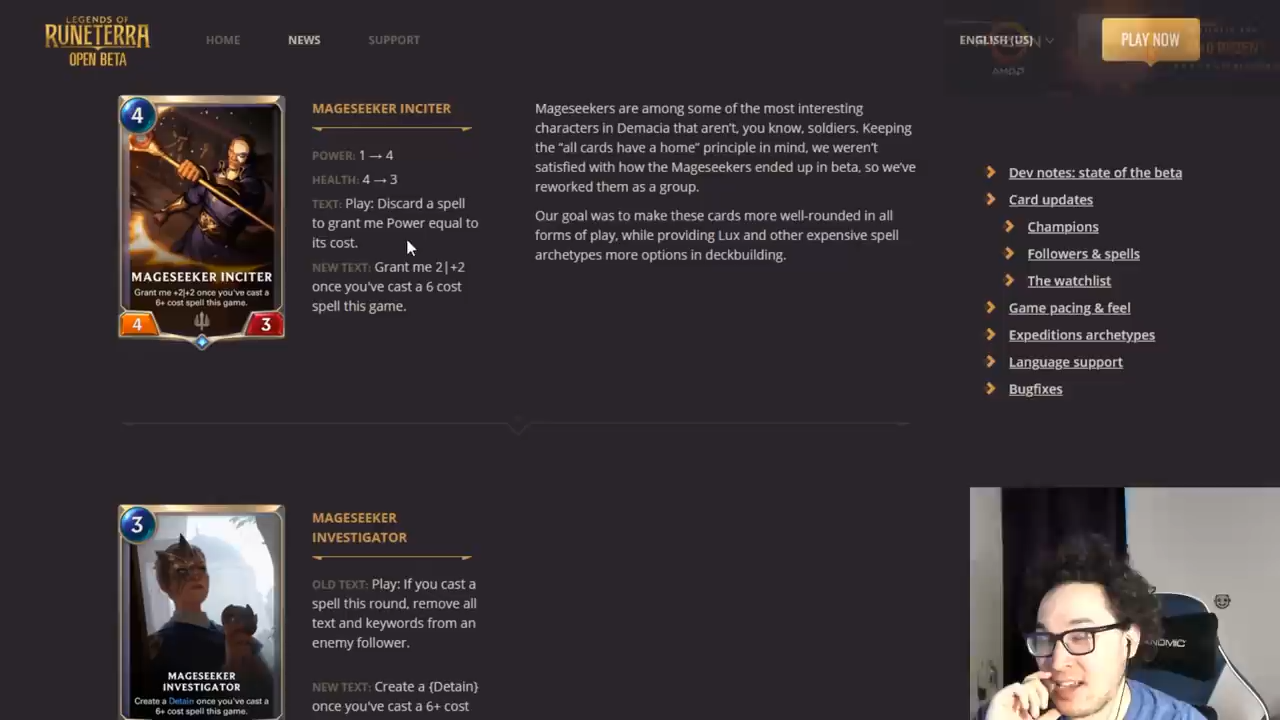 LEGENDS OF
RUNETERRA
OPEN BETA
HOME
NEWS
SUPPORT
ENGLISH (US)
PLAY NOW
AMD
4
MAGESEEKER INCITER
Grant me +2|+2 once you've cast a
6+ cost spell this game.
4
3
MAGESEEKER INCITER
POWER: 1 → 4
HEALTH: 4 → 3
TEXT: Play: Discard a spell
to grant me Power equal to
its cost.
NEW TEXT: Grant me 2|+2
once you've cast a 6 cost
spell this game.
Mageseekers are among some of the most interesting
characters in Demacia that aren't, you know, soldiers. Keeping
the "all cards have a home" principle in mind, we weren't
satisfied with how the Mageseekers ended up in beta, so we've
reworked them as a group.
Our goal was to make these cards more well-rounded in all
forms of play, while providing Lux and other expensive spell
archetypes more options in deckbuilding.
Dev notes: state of the beta
Card updates
Champions
Followers & spells
The watchlist
Game pacing & feel
Expeditions archetypes
Language support
Bugfixes
3
MAGESEEKER
INVESTIGATOR
Create a Detain once you've cast a
6+ cost spell this game.
MAGESEEKER
INVESTIGATOR
OLD TEXT: Play: If you cast a
spell this round, remove all
text and keywords from an
enemy follower.
NEW TEXT: Create a {Detain}
once you've cast a 6+ cost